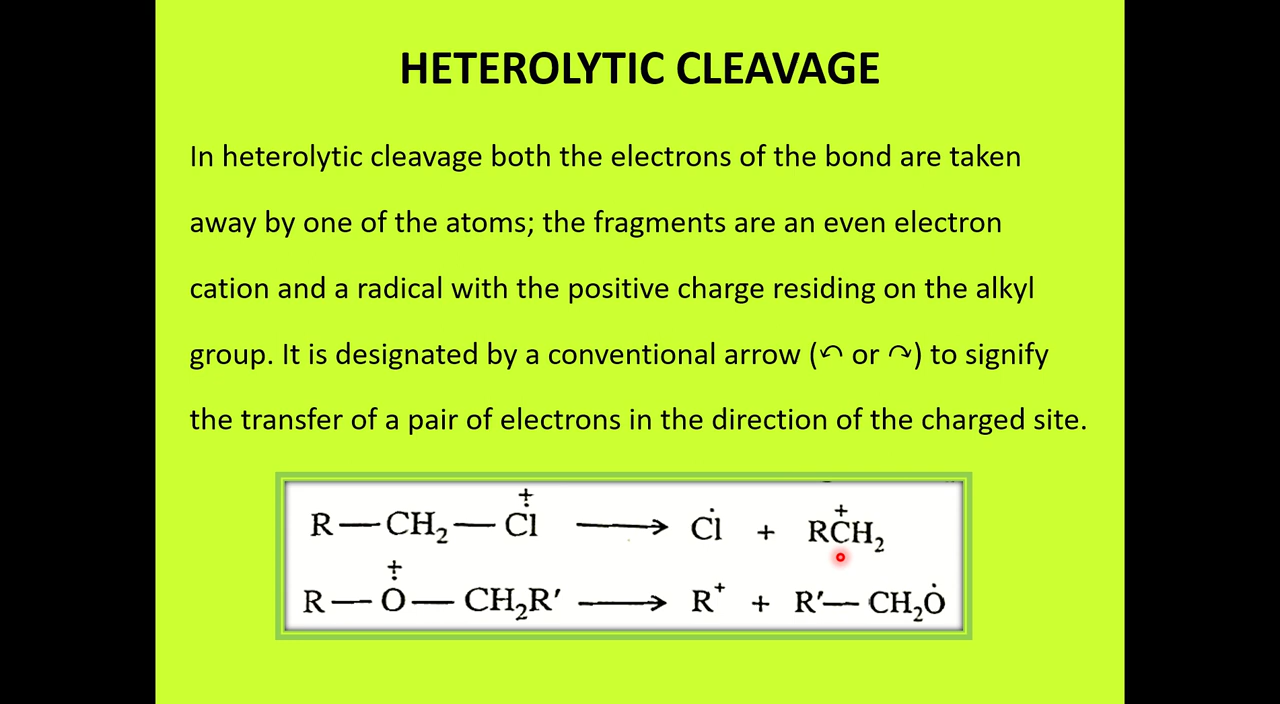 HETEROLYTIC CLEAVAGE
In heterolytic cleavage both the electrons of the bond are taken
away by one of the atoms; the fragments are an even electron
cation and a radical with the positive charge residing on the alkyl
group. It is designated by a conventional arrow (↶ or ↷) to signify
the transfer of a pair of electrons in the direction of the charged site.
R—CH₂—Cl⁺· ⟶ Cl· + RC⁺H₂
R—O⁺·—CH₂R′ ⟶ R⁺ + R′—CH₂O·